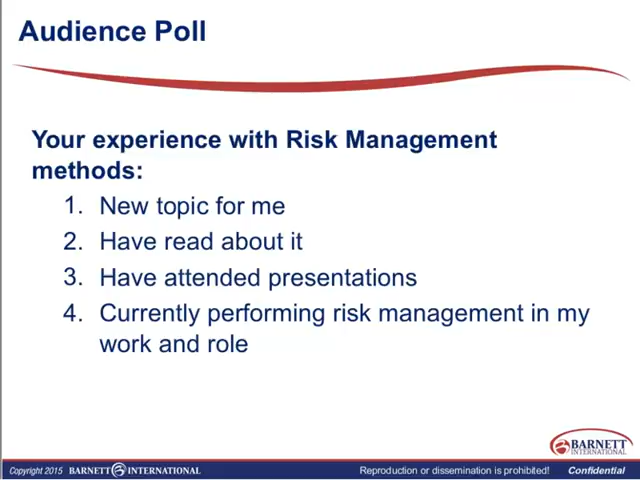 Audience Poll
Your experience with Risk Management
methods:
1. New topic for me
2. Have read about it
3. Have attended presentations
4. Currently performing risk management in my
work and role
BARNETT
INTERNATIONAL
Copyright 2015 BARNETT INTERNATIONAL
Reproduction or dissemination is prohibited! Confidential